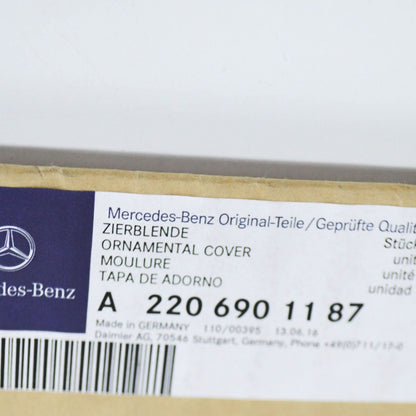 Mercedes-Benz Original-Teile/Geprüfte Qualit
ZIERBLENDE
ORNAMENTAL COVER
MOULURE
TAPA DE ADORNO
Stück
unit
unité
unidad
des-Benz
A 220 690 11 87
Made in GERMANY 110/00395 13.06.16
Daimler AG, 70546 Stuttgart, Germany, Phone +49(0)711/17-0